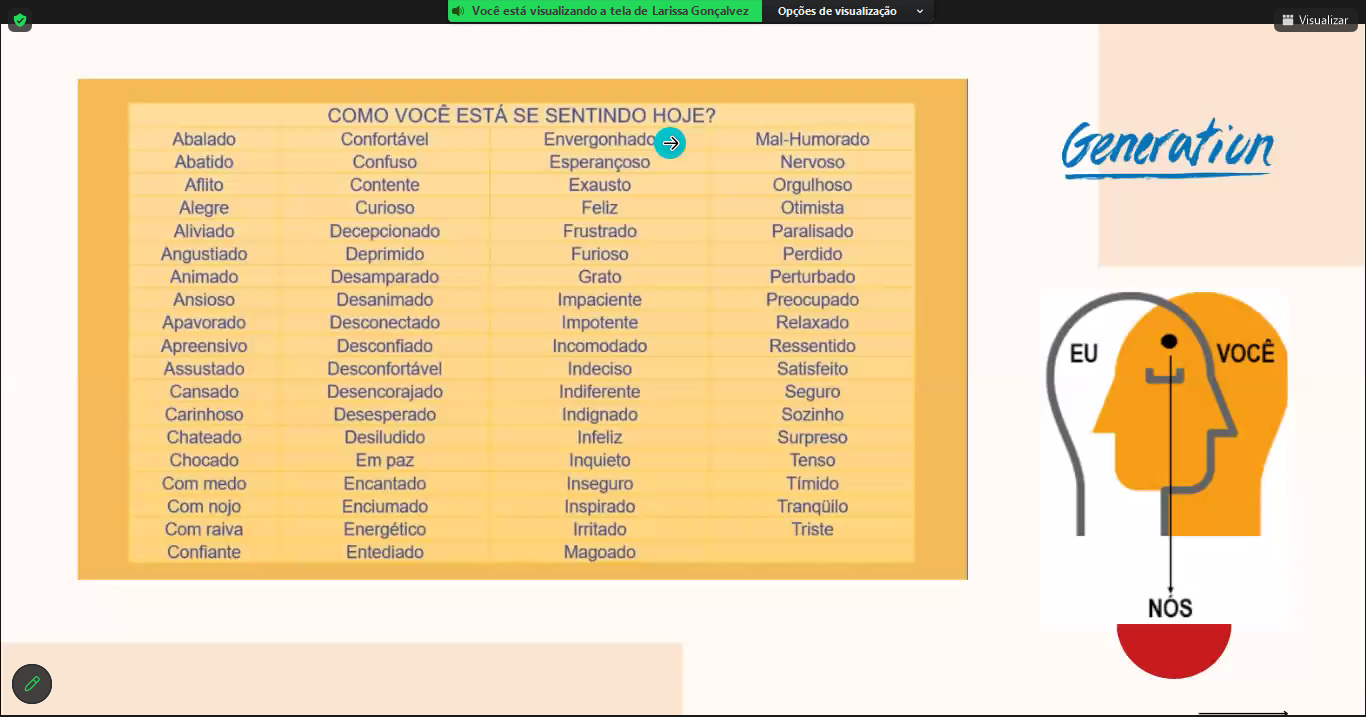 Você está visualizando a tela de Larissa Gonçalvez
Opções de visualização
Visualizar
COMO VOCÊ ESTÁ SE SENTINDO HOJE?
Abalado Confortável Envergonhado Mal-Humorado
Abatido Confuso Esperançoso Nervoso
Aflito Contente Exausto Orgulhoso
Alegre Curioso Feliz Otimista
Aliviado Decepcionado Frustrado Paralisado
Angustiado Deprimido Furioso Perdido
Animado Desamparado Grato Perturbado
Ansioso Desanimado Impaciente Preocupado
Apavorado Desconectado Impotente Relaxado
Apreensivo Desconfiado Incomodado Ressentido
Assustado Desconfortável Indeciso Satisfeito
Cansado Desencorajado Indiferente Seguro
Carinhoso Desesperado Indignado Sozinho
Chateado Desiludido Infeliz Surpreso
Chocado Em paz Inquieto Tenso
Com medo Encantado Inseguro Tímido
Com nojo Enciumado Inspirado Tranqüilo
Com raiva Energético Irritado Triste
Confiante Entediado Magoado
Generation
EU VOCÊ
NÓS